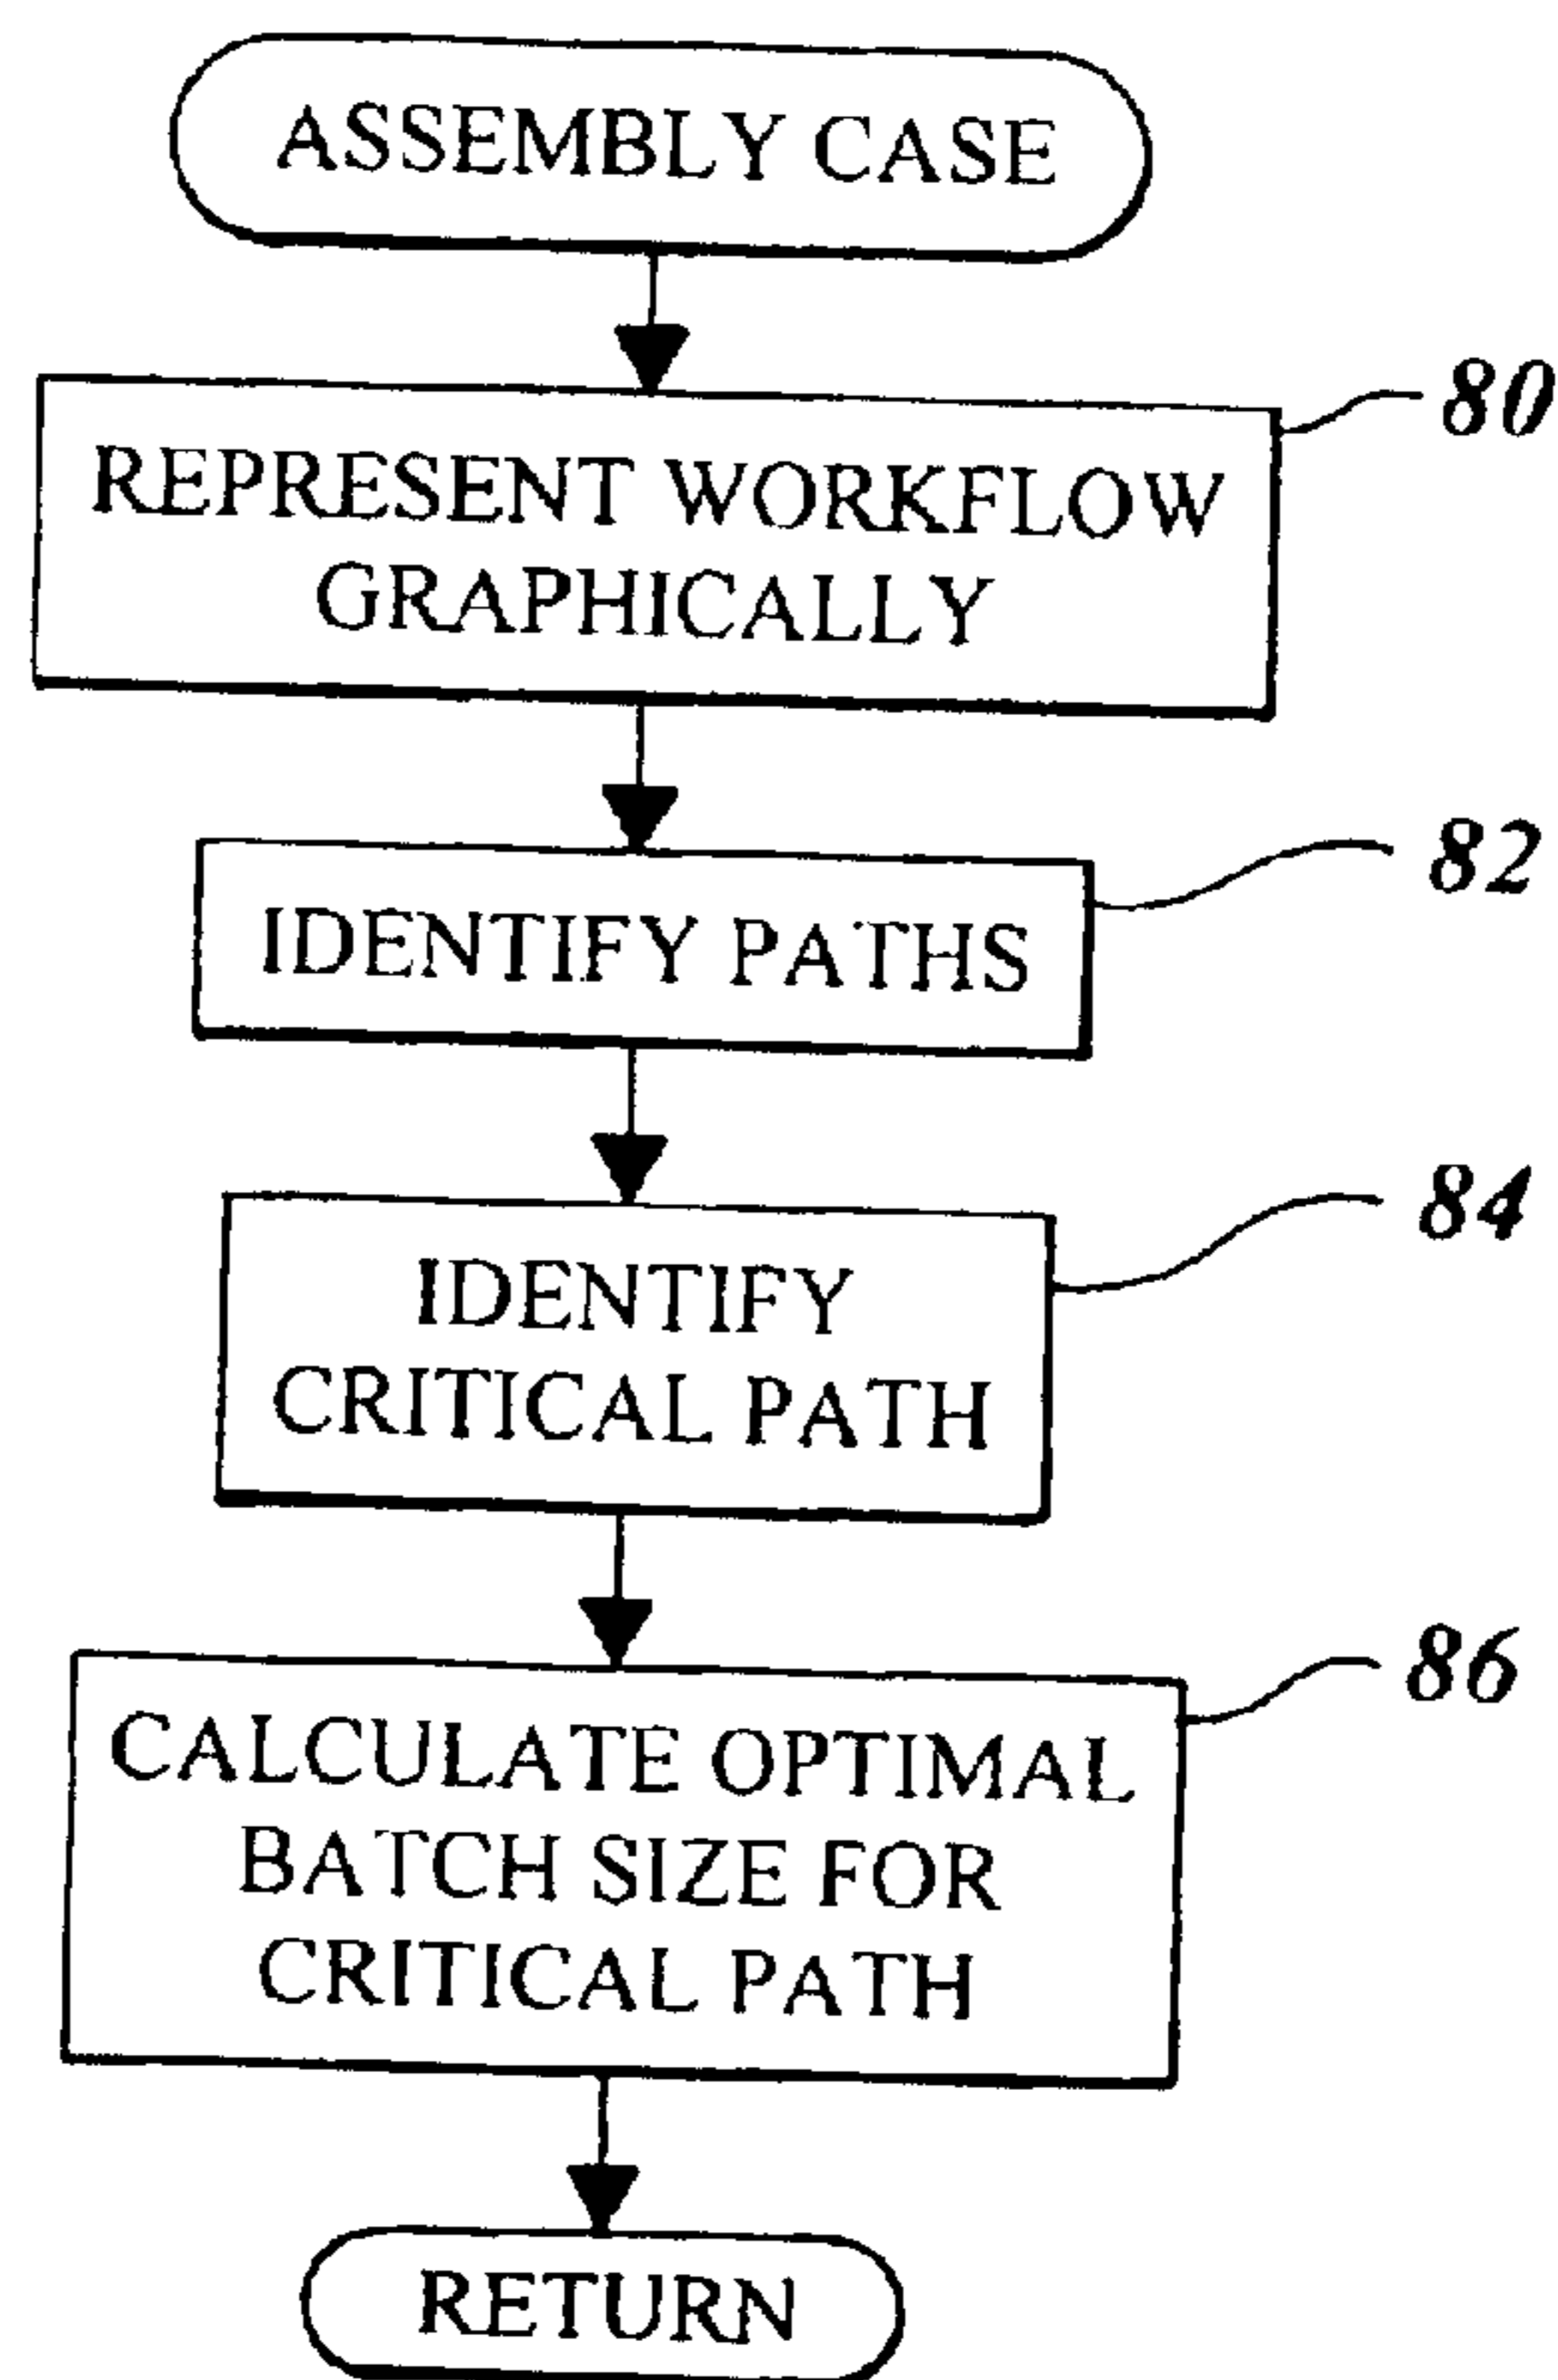 ASSEMBLY CASE
80
REPRESENT WORKFLOW
GRAPHICALLY
82
IDENTIFY PATHS
84
IDENTIFY
CRITICAL PATH
86
CALCULATE OPTIMAL
BATCH SIZE FOR
CRITICAL PATH
RETURN